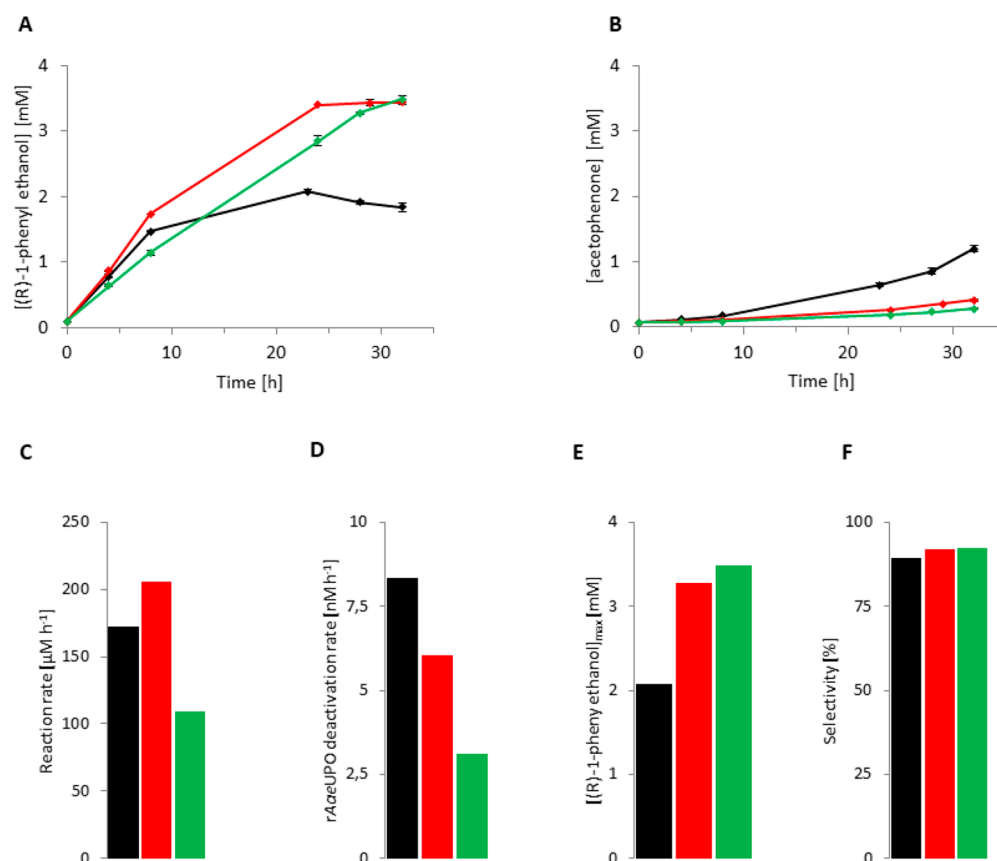 A
[(R)-1-phenyl ethanol] [mM]
4
3
2
1
0
0
10
20
30
Time [h]
B
[acetophenone] [mM]
4
3
2
1
0
0
10
20
30
Time [h]
C
Reaction rate [µM h-1]
250
200
150
100
50
0
D
rAaeUPO deactivation rate [nM h-1]
10
7,5
5
2,5
0
E
[(R)-1-pheny ethanol]max [mM]
4
3
2
1
0
F
Selectivity [%]
100
75
50
25
0